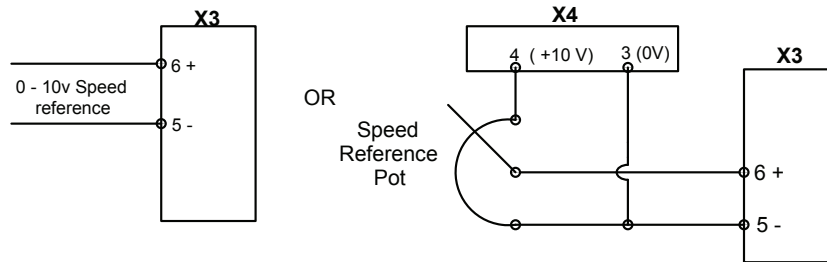 X3
6 +
0 - 10v Speed
reference
5 -
OR
X4
4 ( +10 V) 3 (0V)
Speed
Reference
Pot
X3
6 +
5 -